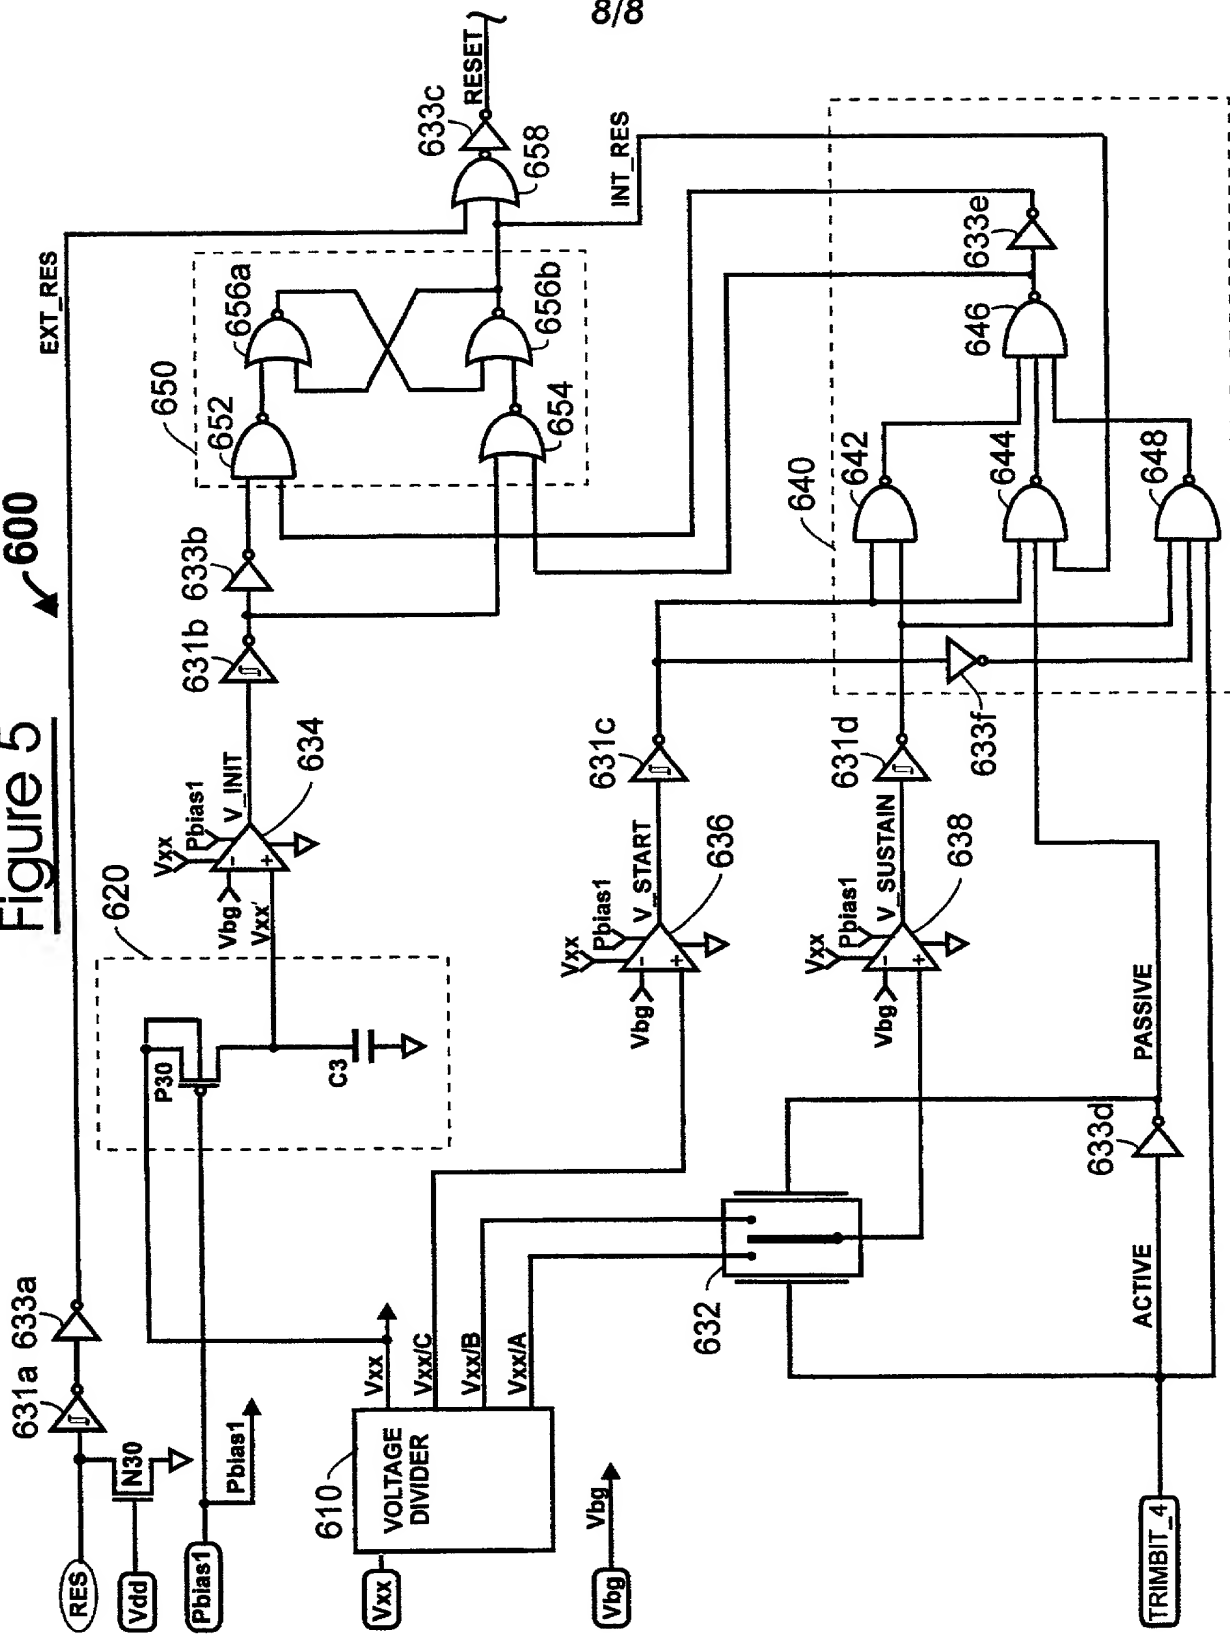 8/8
Figure 5
600
EXT_RES
RES
631a
633a
N30
Vdd
Pbias1
Pbias1
610
VOLTAGE
DIVIDER
Vxx
Vxx
Vxx/C
Vxx/B
Vxx/A
Vbg
Vbg
620
P30
C3
Vxx
Pbias1
Vbg
Vxx'
V_INIT
634
631b
633b
650
652
654
656a
656b
633c
658
RESET
INT_RES
Vxx
Pbias1
Vbg
V_START
636
631c
Vxx
Pbias1
Vbg
V_SUSTAIN
638
631d
633f
632
640
642
644
646
648
633e
TRIMBIT_4
ACTIVE
633d
PASSIVE